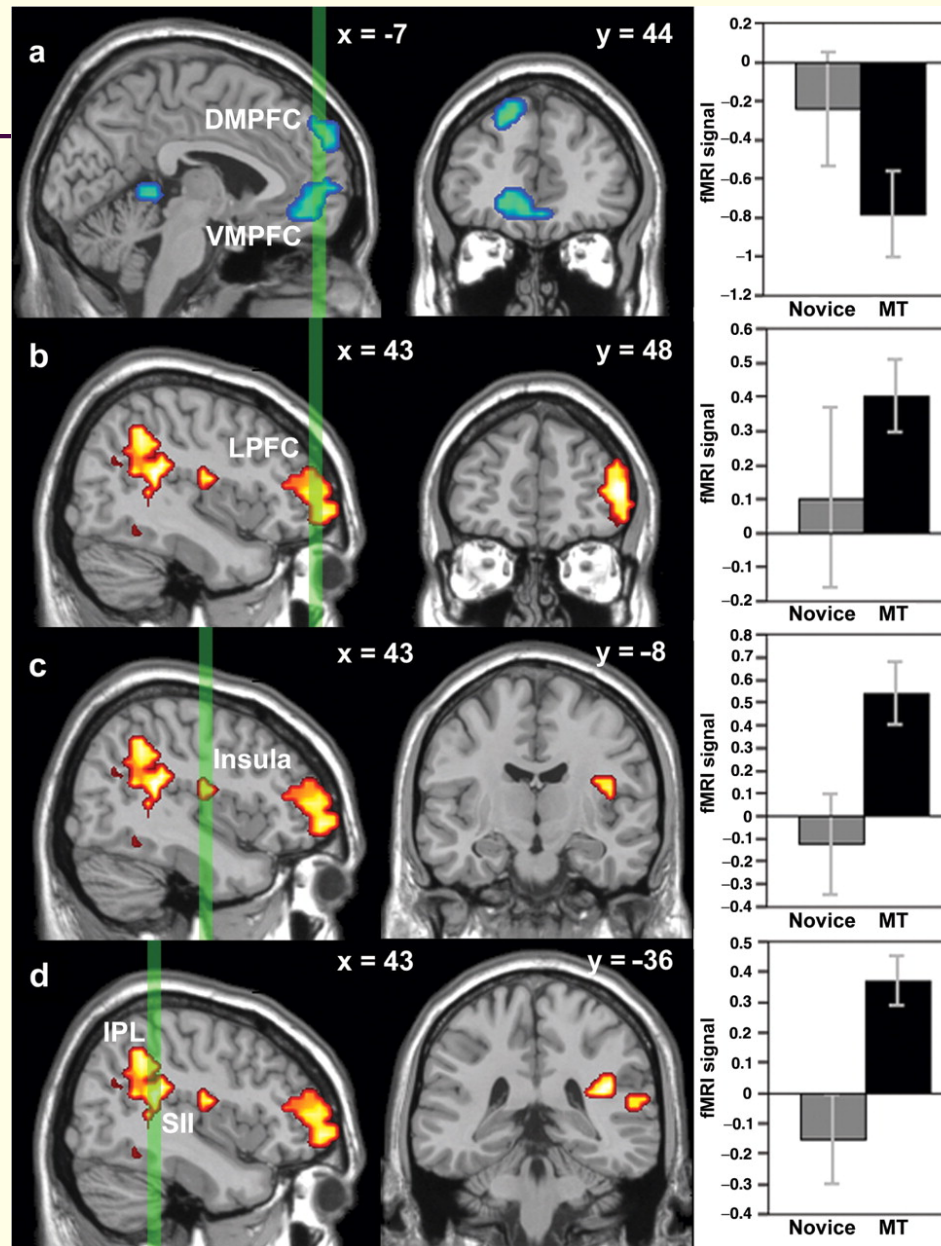 a
x = -7
y = 44
DMPFC
VMPFC
0.2
0
−0.2
−0.4
−0.6
−0.8
−1
−1.2
fMRI signal
Novice MT
b
x = 43
y = 48
LPFC
0.6
0.5
0.4
0.3
0.2
0.1
0
−0.1
−0.2
fMRI signal
Novice MT
c
x = 43
y = -8
Insula
0.8
0.7
0.6
0.5
0.4
0.3
0.2
0.1
0
−0.1
−0.2
−0.3
−0.4
fMRI signal
Novice MT
d
x = 43
y = -36
IPL
SII
0.5
0.4
0.3
0.2
0.1
0
−0.1
−0.2
−0.3
−0.4
fMRI signal
Novice MT